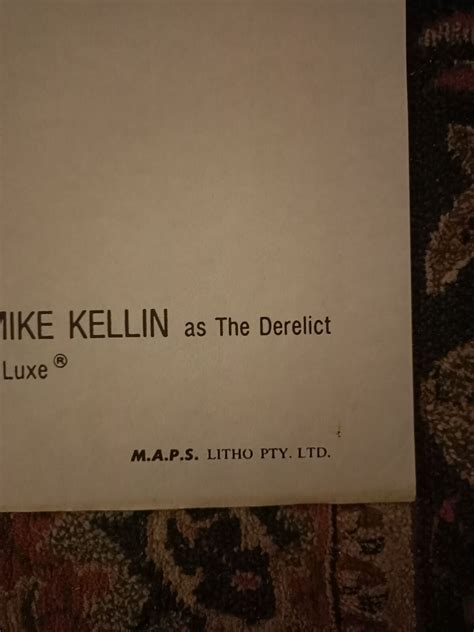 MIKE KELLIN as The Derelict
Luxe®
M.A.P.S. LITHO PTY. LTD.